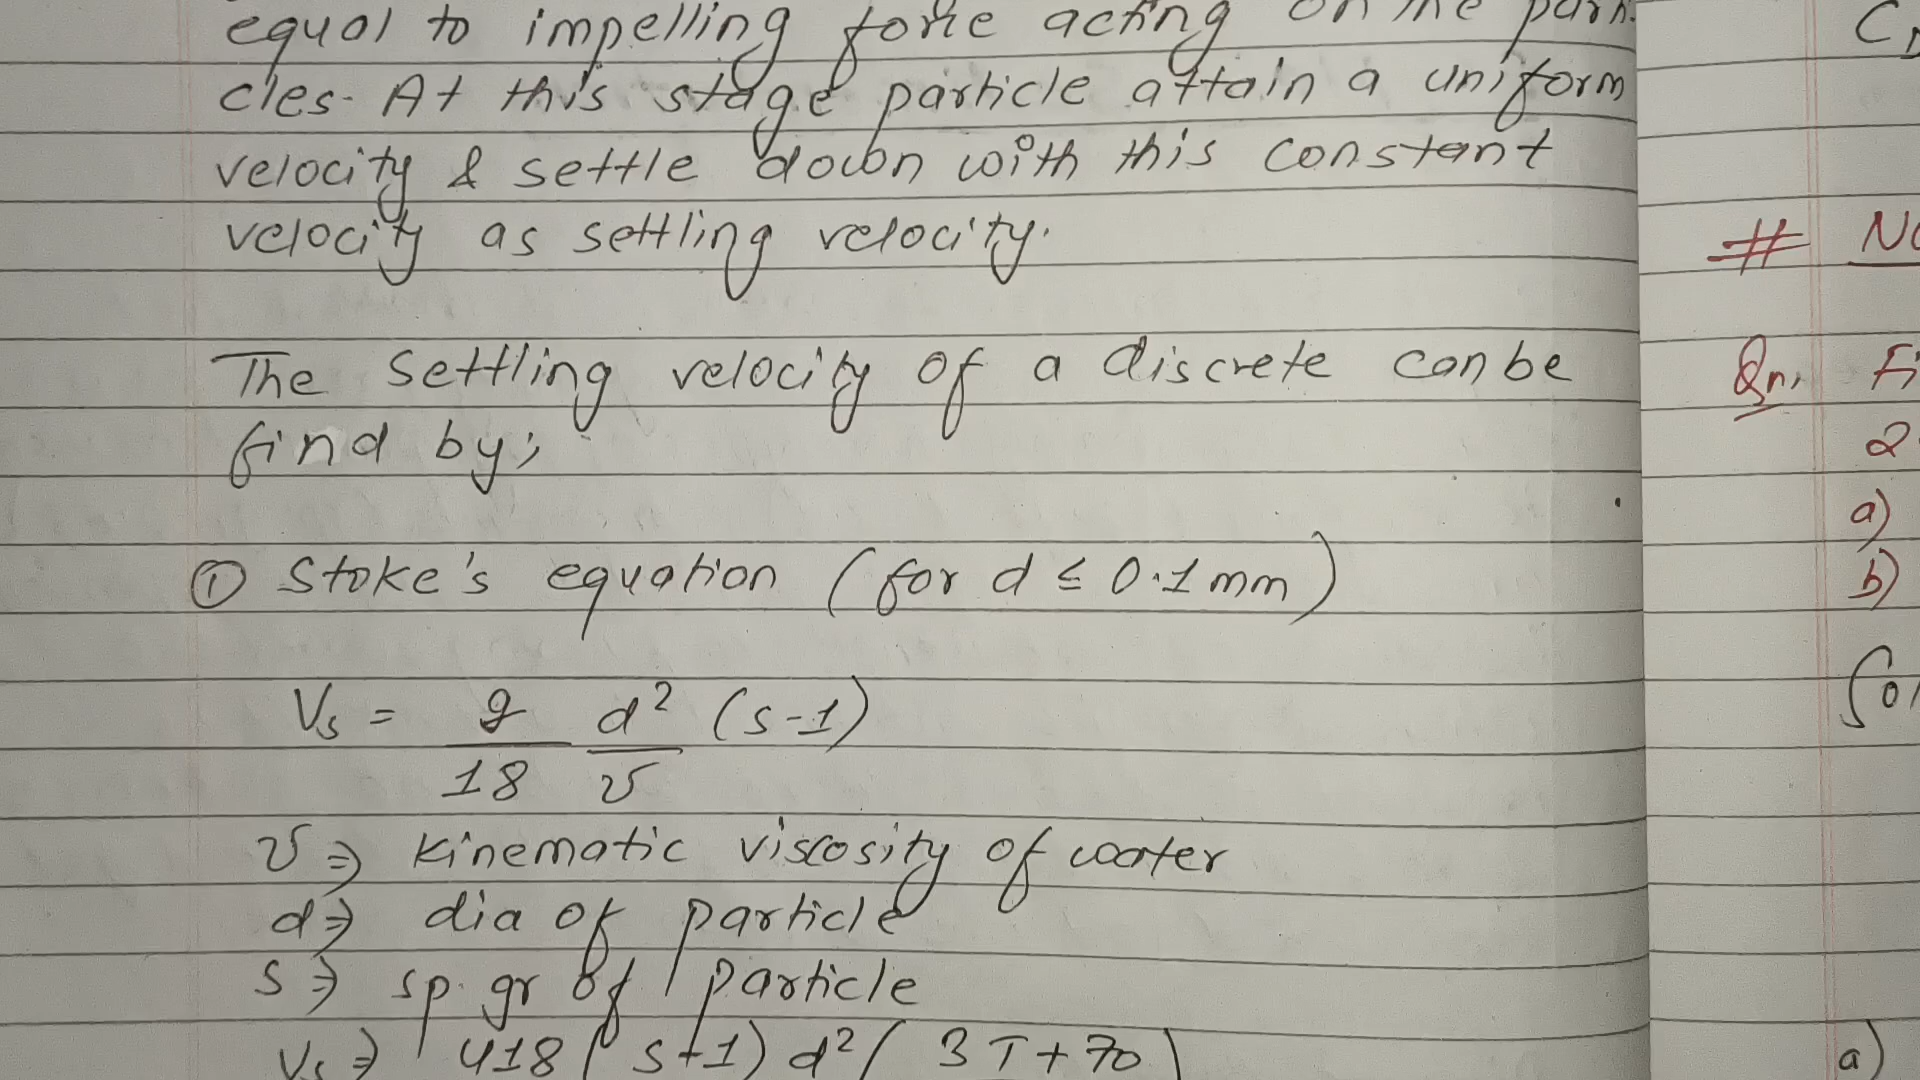 equal to impelling force acting on the parti
cles. At this stage particle attain a uniform
velocity & settle down with this constant
velocity as settling velocity.
The settling velocity of a discrete can be
find by;
① Stoke's equation (for d ≤ 0.1 mm)
Vs = g/18 d²/ν (s-1)
ν ⇒ Kinematic viscosity of water
d ⇒ dia of particle
s ⇒ sp. gr of particle
Vs ⇒ 418 (s+1) d² ( 3T+70 )
#
Qn.
2
a)
b)
a)